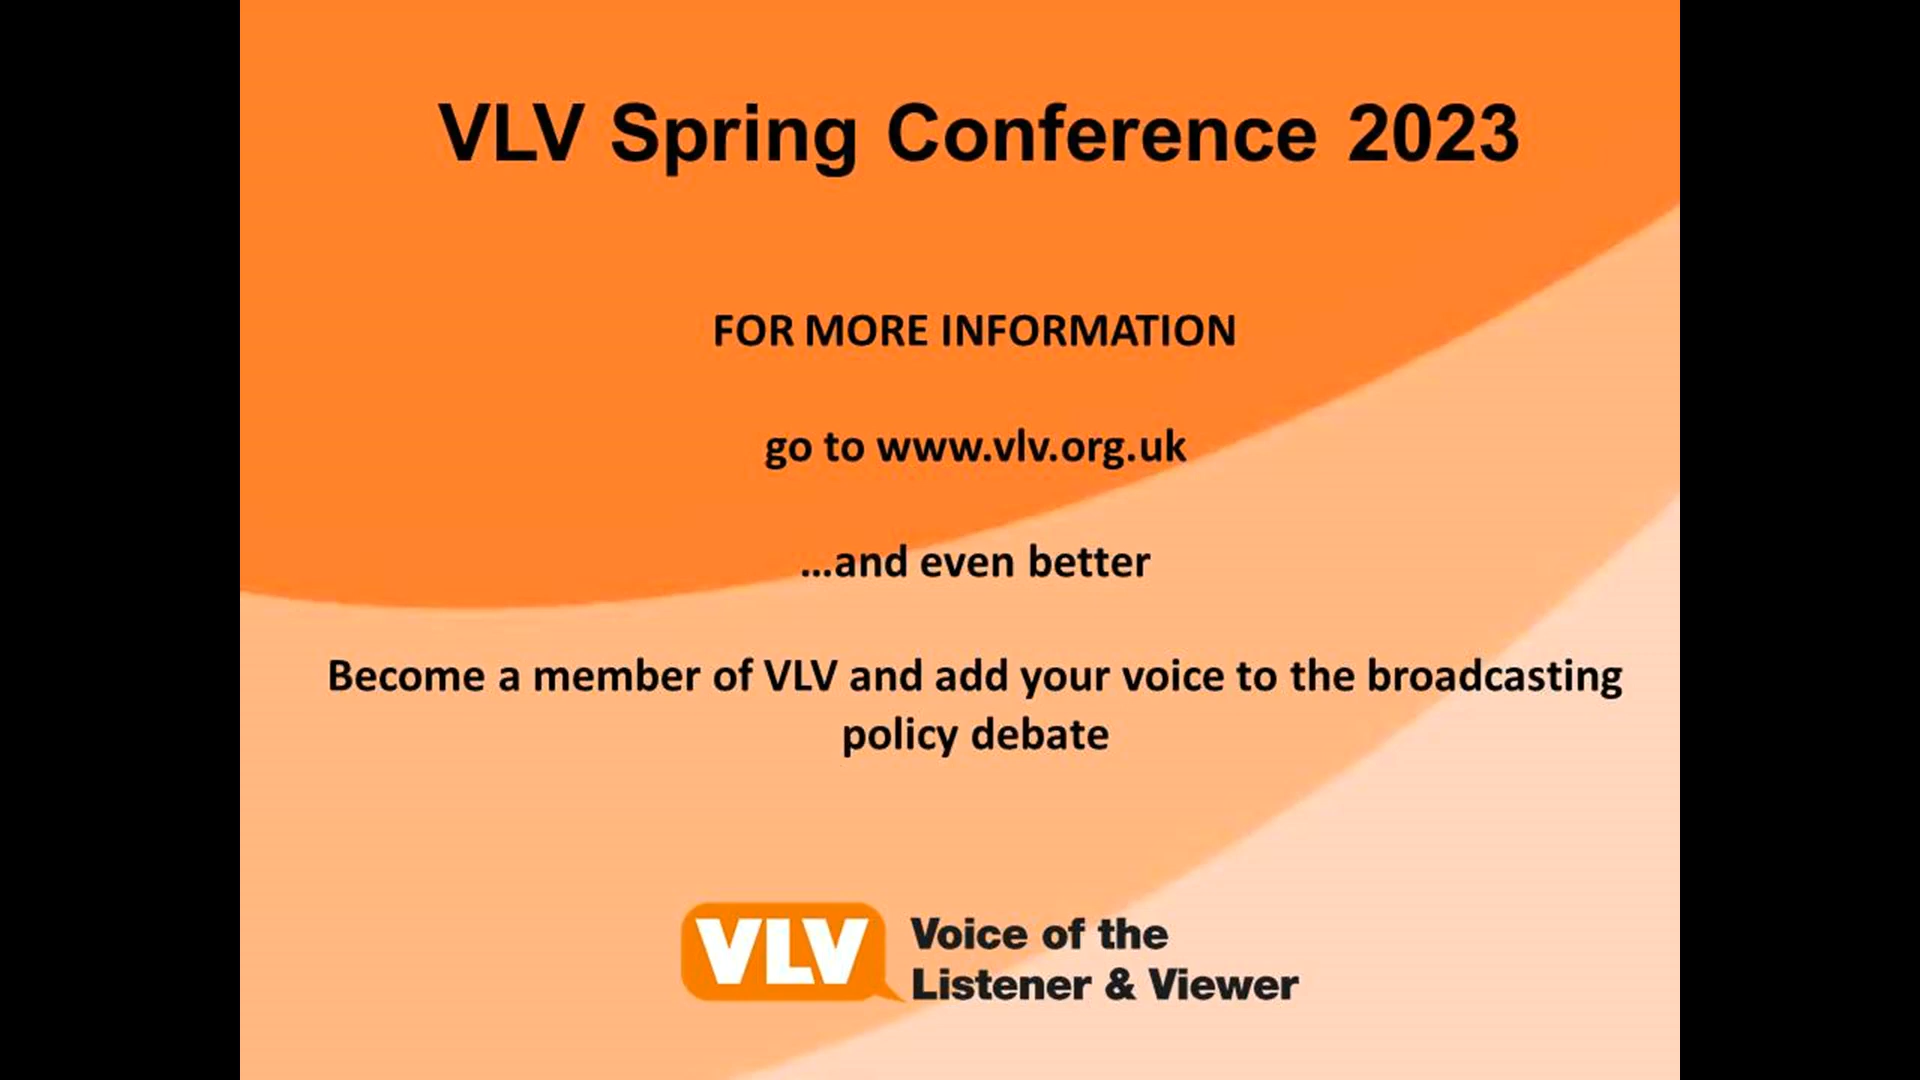 VLV Spring Conference 2023
FOR MORE INFORMATION
go to www.vlv.org.uk
...and even better
Become a member of VLV and add your voice to the broadcasting
policy debate
VLV Voice of the
Listener & Viewer